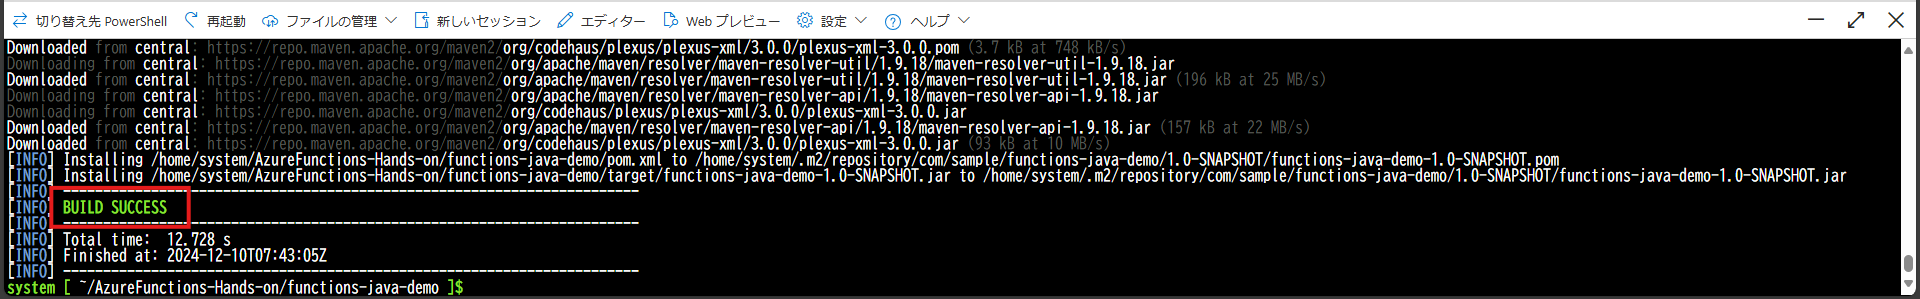 切り替え先 PowerShell 再起動 ファイルの管理 新しいセッション エディター Web プレビュー 設定 ヘルプ
Downloaded from central: https://repo.maven.apache.org/maven2/org/codehaus/plexus/plexus-xml/3.0.0/plexus-xml-3.0.0.pom (3.7 kB at 748 kB/s)
Downloading from central: https://repo.maven.apache.org/maven2/org/apache/maven/resolver/maven-resolver-util/1.9.18/maven-resolver-util-1.9.18.jar
Downloaded from central: https://repo.maven.apache.org/maven2/org/apache/maven/resolver/maven-resolver-util/1.9.18/maven-resolver-util-1.9.18.jar (196 kB at 25 MB/s)
Downloading from central: https://repo.maven.apache.org/maven2/org/apache/maven/resolver/maven-resolver-api/1.9.18/maven-resolver-api-1.9.18.jar
Downloading from central: https://repo.maven.apache.org/maven2/org/codehaus/plexus/plexus-xml/3.0.0/plexus-xml-3.0.0.jar
Downloaded from central: https://repo.maven.apache.org/maven2/org/apache/maven/resolver/maven-resolver-api/1.9.18/maven-resolver-api-1.9.18.jar (157 kB at 22 MB/s)
Downloaded from central: https://repo.maven.apache.org/maven2/org/codehaus/plexus/plexus-xml/3.0.0/plexus-xml-3.0.0.jar (93 kB at 10 MB/s)
[INFO] Installing /home/system/AzureFunctions-Hands-on/functions-java-demo/pom.xml to /home/system/.m2/repository/com/sample/functions-java-demo/1.0-SNAPSHOT/functions-java-demo-1.0-SNAPSHOT.pom
[INFO] Installing /home/system/AzureFunctions-Hands-on/functions-java-demo/target/functions-java-demo-1.0-SNAPSHOT.jar to /home/system/.m2/repository/com/sample/functions-java-demo/1.0-SNAPSHOT/functions-java-demo-1.0-SNAPSHOT.jar
[INFO] ------------------------------------------------------------------------
[INFO] BUILD SUCCESS
[INFO] ------------------------------------------------------------------------
[INFO] Total time:  12.728 s
[INFO] Finished at: 2024-12-10T07:43:05Z
[INFO] ------------------------------------------------------------------------
system [ ~/AzureFunctions-Hands-on/functions-java-demo ]$